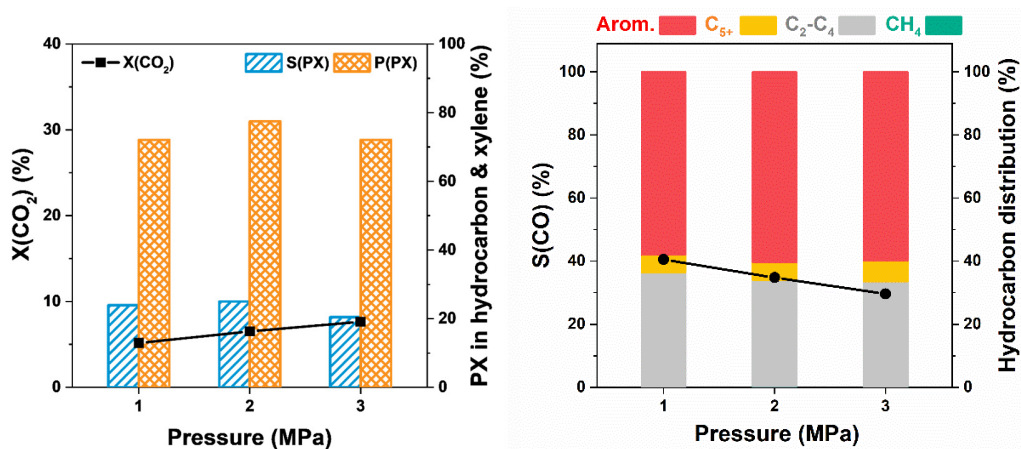 X(CO₂) S(PX) P(PX)
40
30
20
10
0
X(CO₂) (%)
100
80
60
40
20
0
PX in hydrocarbon & xylene (%)
1 2 3
Pressure (MPa)
Arom. C₅₊ C₂-C₄ CH₄
100
80
60
40
20
0
S(CO) (%)
100
80
60
40
20
0
Hydrocarbon distribution (%)
1 2 3
Pressure (MPa)